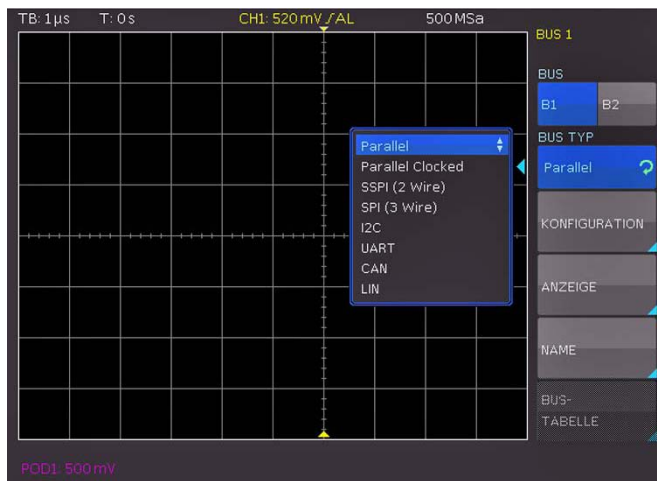 TB: 1µs T: 0 s CH1: 520 mV / AL 500 MSa
BUS 1
BUS
B1 B2
BUS TYP
Parallel
KONFIGURATION
ANZEIGE
NAME
BUS-
TABELLE
Parallel
Parallel Clocked
SSPI (2 Wire)
SPI (3 Wire)
I2C
UART
CAN
LIN
POD1: 500 mV